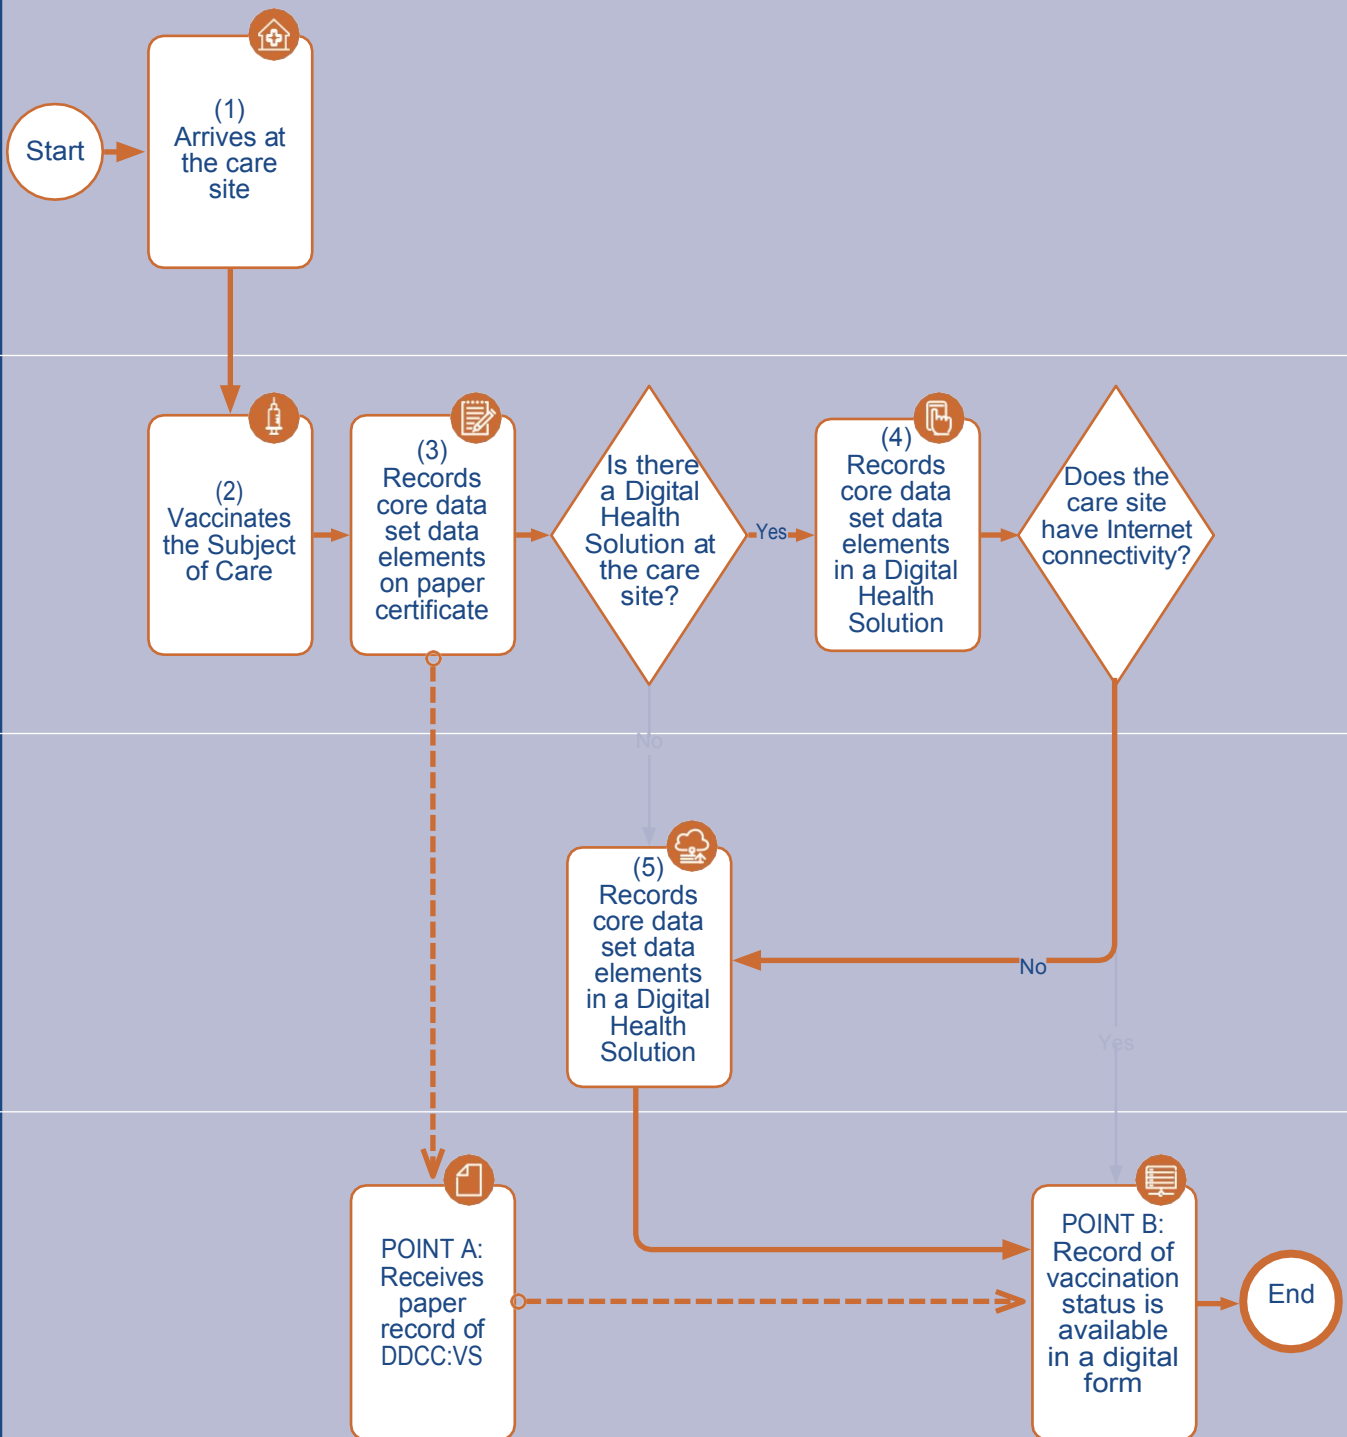 Start
(1)
Arrives at
the care
site
(2)
Vaccinates
the Subject
of Care
(3)
Records
core data
set data
elements
on paper
certificate
Is there
a Digital
Health
Solution at
the care
site?
Yes
(4)
Records
core data
set data
elements
in a Digital
Health
Solution
Does the
care site
have Internet
connectivity?
No
(5)
Records
core data
set data
elements
in a Digital
Health
Solution
No
Yes
POINT A:
Receives
paper
record of
DDCC:VS
POINT B:
Record of
vaccination
status is
available
in a digital
form
End